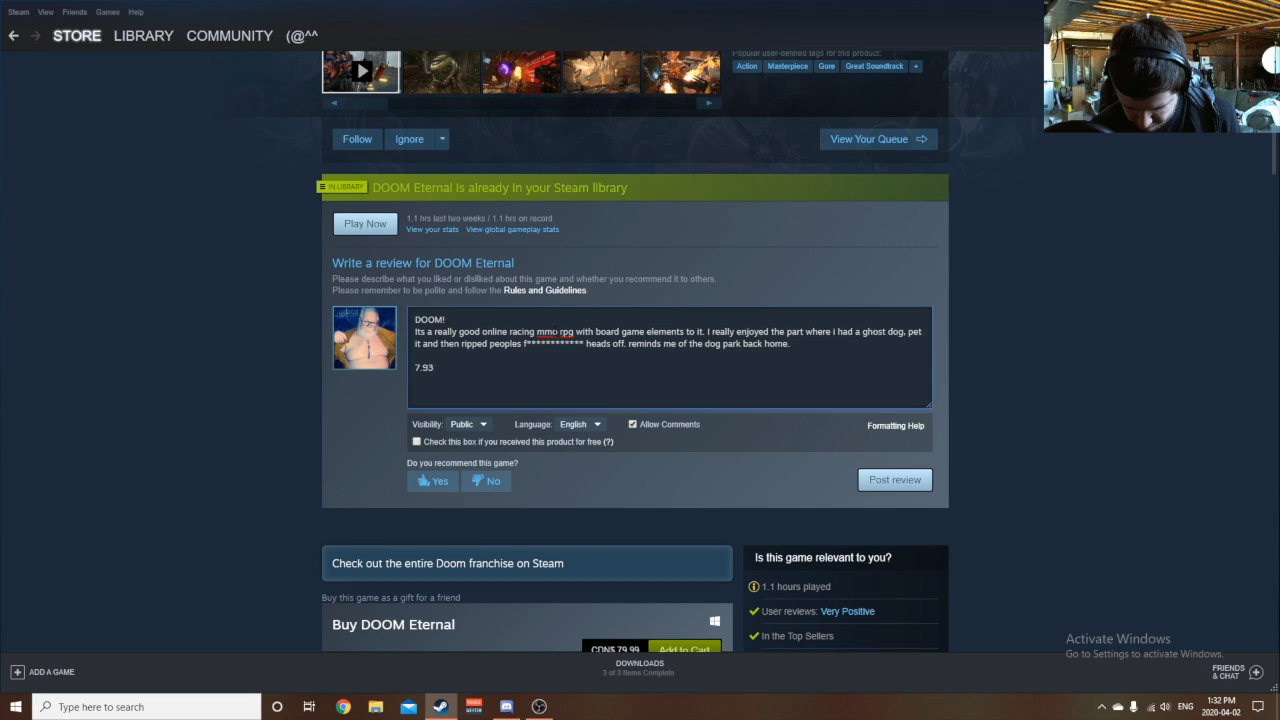 Steam View Friends Games Help
STORE LIBRARY COMMUNITY (@^^
Popular user-defined tags for this product:
Action Masterpiece Gore Great Soundtrack +
Follow Ignore View Your Queue
IN LIBRARY DOOM Eternal is already in your Steam library
Play Now
1.1 hrs last two weeks / 1.1 hrs on record
View your stats View global gameplay stats
Write a review for DOOM Eternal
Please describe what you liked or disliked about this game and whether you recommend it to others.
Please remember to be polite and follow the Rules and Guidelines.
DOOM!
Its a really good online racing mmo rpg with board game elements to it. I really enjoyed the part where i had a ghost dog, pet
it and then ripped peoples f************ heads off. reminds me of the dog park back home.
7.93
Visibility: Public Language: English Allow Comments Formatting Help
Check this box if you received this product for free (?)
Do you recommend this game?
Yes No
Post review
Check out the entire Doom franchise on Steam
Is this game relevant to you?
1.1 hours played
Buy this game as a gift for a friend
User reviews: Very Positive
Buy DOOM Eternal
In the Top Sellers
CDN$ 79.99 Add to Cart
Activate Windows
Go to Settings to activate Windows.
ADD A GAME
DOWNLOADS
3 of 3 Items Complete
FRIENDS
& CHAT
Type here to search
ENG
1:32 PM
2020-04-02